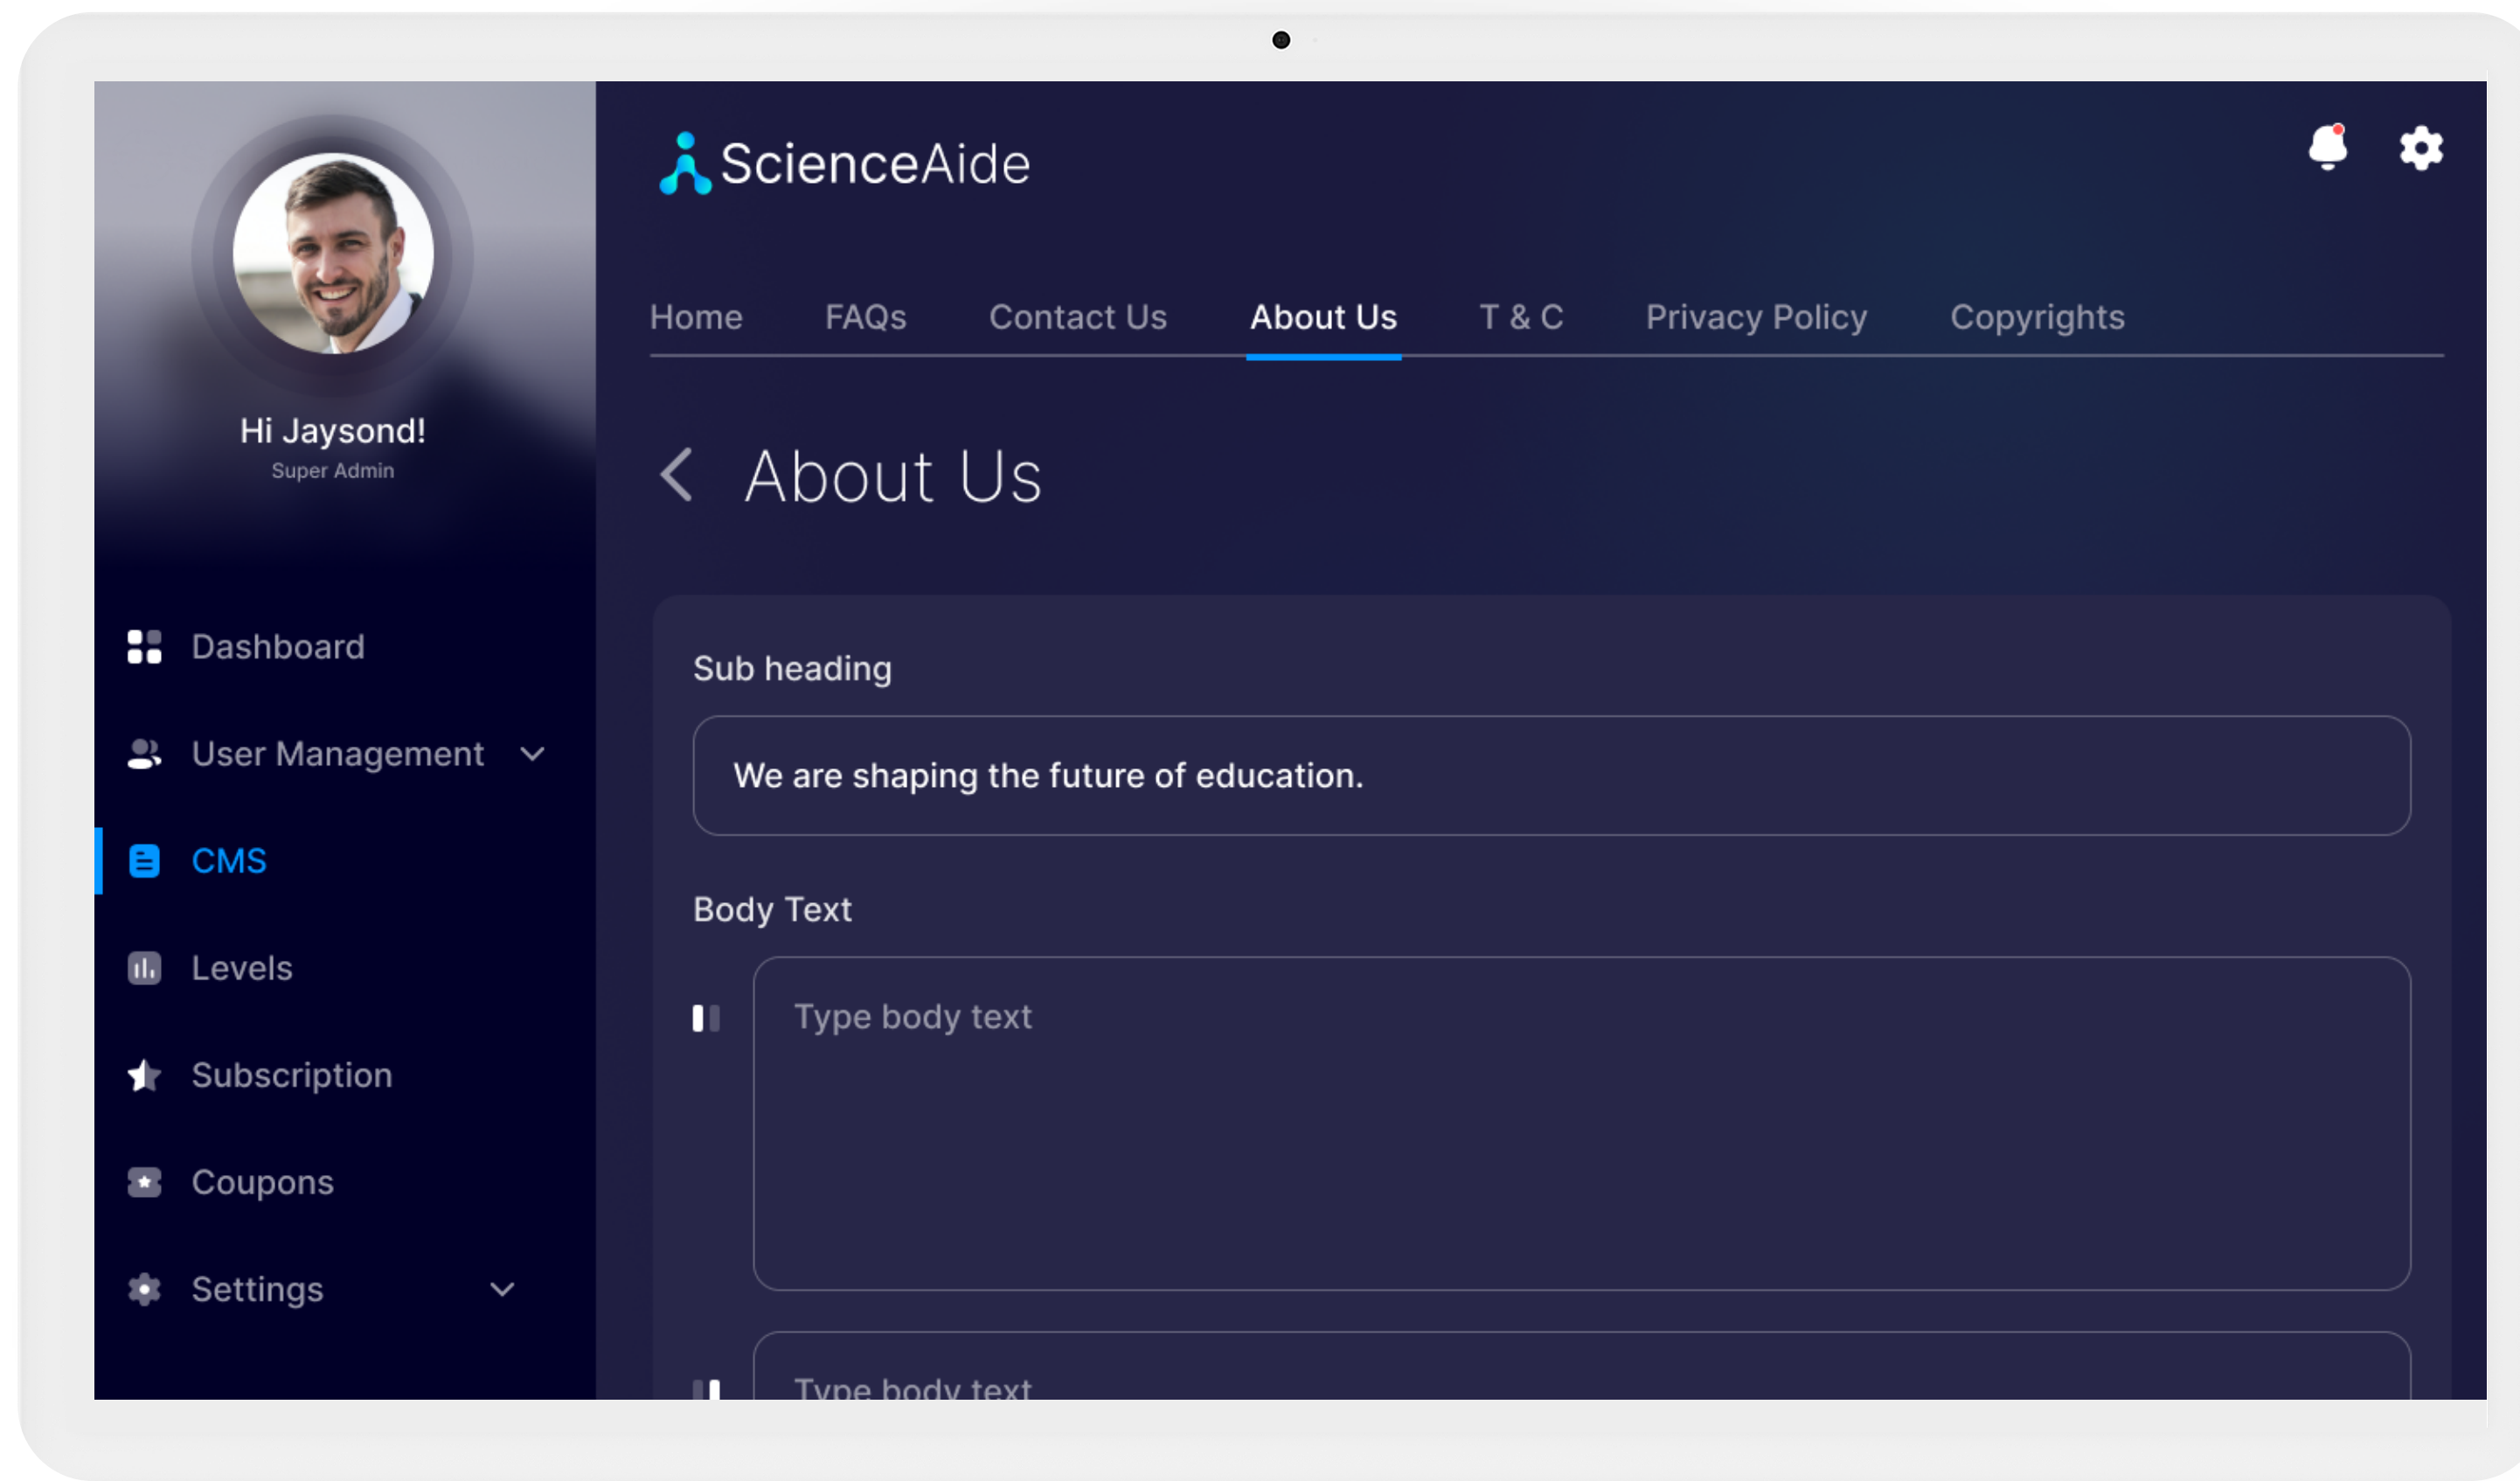 Hi Jaysond!
Super Admin
Dashboard
User Management
CMS
Levels
Subscription
Coupons
Settings
ScienceAide
Home FAQs Contact Us About Us T & C Privacy Policy Copyrights
About Us
Sub heading
We are shaping the future of education.
Body Text
Type body text
Type body text